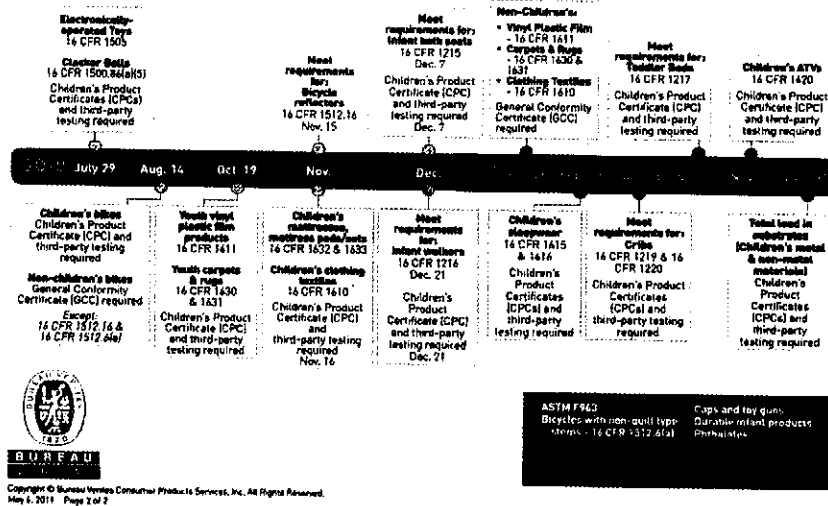 Electronically-
operated Toys
16 CFR 1505
Clacker Balls
16 CFR 1500.86(a)(5)
Children's Product
Certificates (CPCs)
and third-party
testing required
Meet
requirements
for:
Bicycle
reflectors
16 CFR 1512.16
Nov. 15
Meet
requirements for:
Infant bath seats
16 CFR 1215
Dec. 7
Children's Product
Certificate (CPC)
and third-party
testing required
Dec. 7
Non-Children's:
• Vinyl Plastic Film
- 16 CFR 1611
• Carpets & Rugs
- 16 CFR 1630 &
1631
• Clothing Textiles
- 16 CFR 1610
General Conformity
Certificate (GCC)
required
Meet
requirements for:
Toddler Beds
16 CFR 1217
Children's Product
Certificate (CPC)
and third-party
testing required
Children's ATVs
16 CFR 1420
Children's Product
Certificate (CPC)
and third-party
testing required
July 29
Aug. 14
Oct. 19
Nov.
Dec.
Children's bikes
Children's Product
Certificate (CPC) and
third-party testing
required
Non-children's bikes
General Conformity
Certificate (GCC) required
Except:
16 CFR 1512.16 &
16 CFR 1512.6(a)
Youth vinyl
plastic film
products
16 CFR 1611
Youth carpets
& rugs
16 CFR 1630
& 1631
Children's Product
Certificate (CPC)
and third-party
testing required
Children's
mattresses,
mattress pads/sets
16 CFR 1632 & 1633
Children's clothing
textiles
16 CFR 1610
Children's Product
Certificate (CPC)
and
third-party testing
required
Nov. 16
Meet
requirements
for:
Infant walkers
16 CFR 1216
Dec. 21
Children's
Product
Certificate (CPC)
and third-party
testing required
Dec. 21
Children's
sleepwear
16 CFR 1615
& 1616
Children's
Product
Certificates
(CPCs) and
third-party
testing required
Meet
requirements for:
Cribs
16 CFR 1219 & 16
CFR 1220
Children's Product
Certificates
(CPCs) and
third-party testing
required
Total lead in
substrates
(Children's metal
& non-metal
materials)
Children's
Product
Certificates
(CPCs) and
third-party
testing required
BUREAU VERITAS
1828
BUREAU
ASTM F963
Bicycles with non-quill type
stems - 16 CFR 1512.6(a)
Caps and toy guns
Durable infant products
Phthalates
Copyright © Bureau Veritas Consumer Products Services, Inc. All Rights Reserved.
May 6, 2011 Page 2 of 2